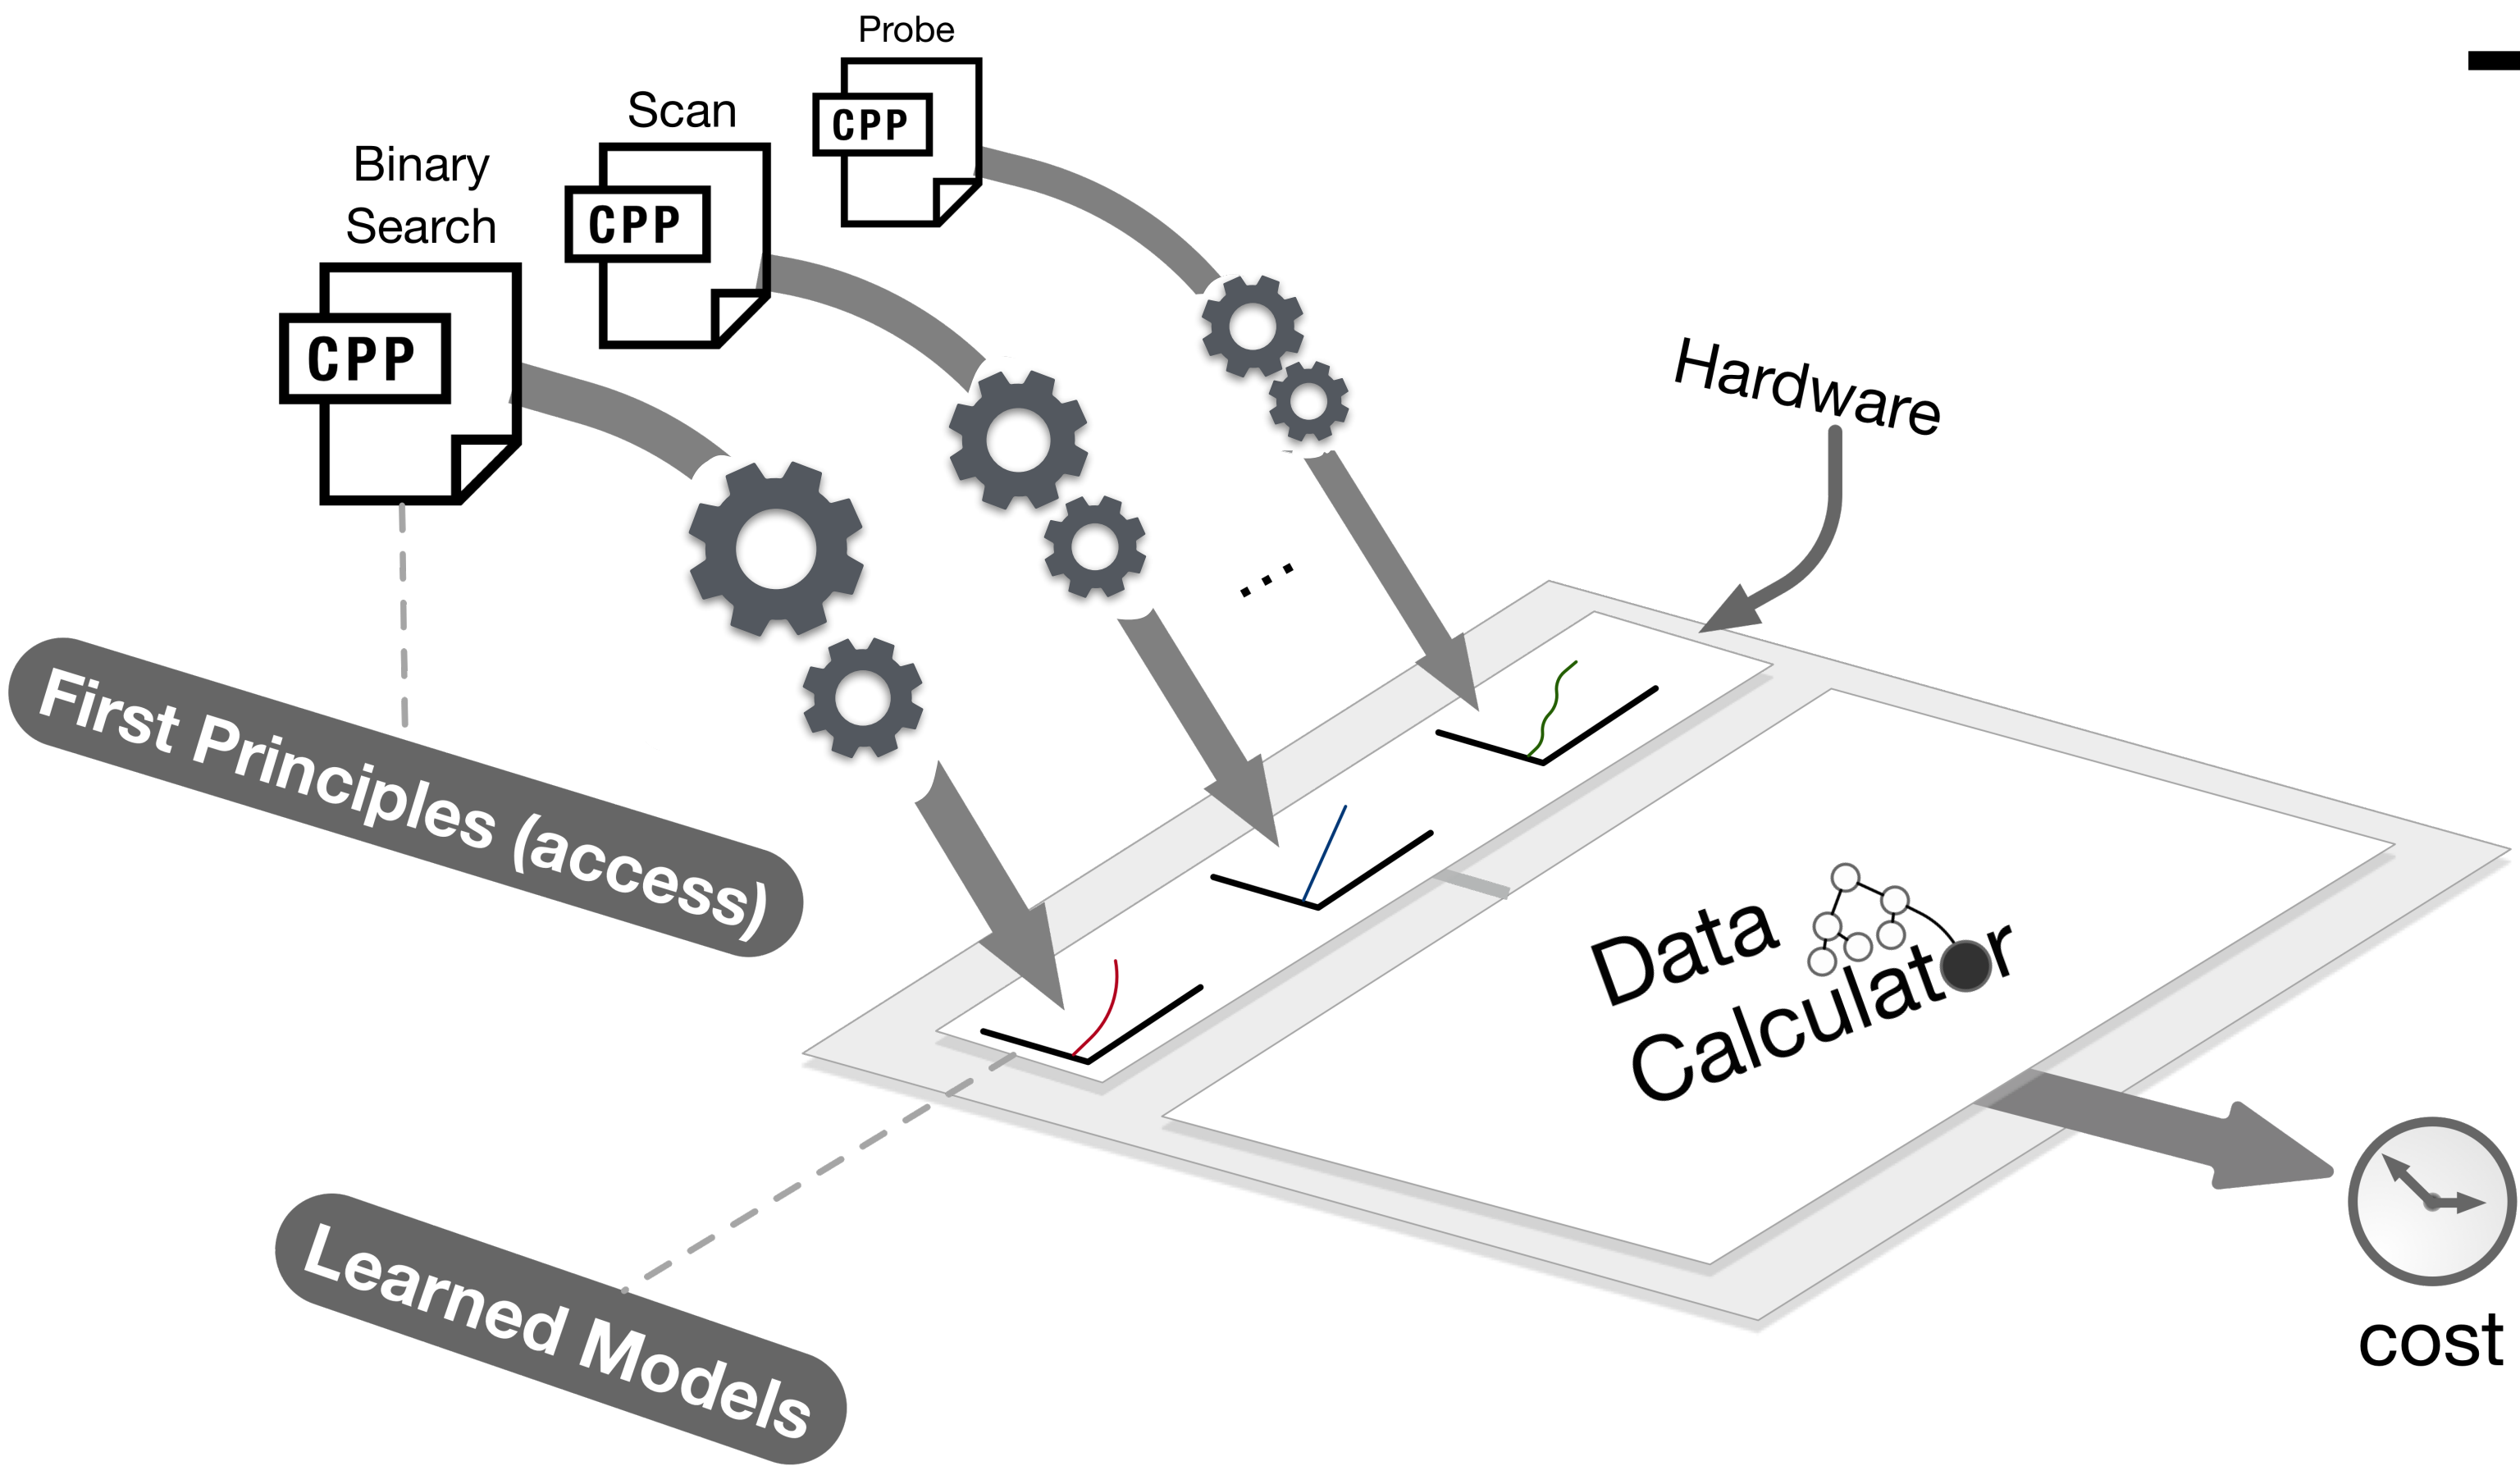 Probe
CPP
Scan
CPP
Binary
Search
CPP
Hardware
First Principles (access)
Data
Calculator
Learned Models
cost